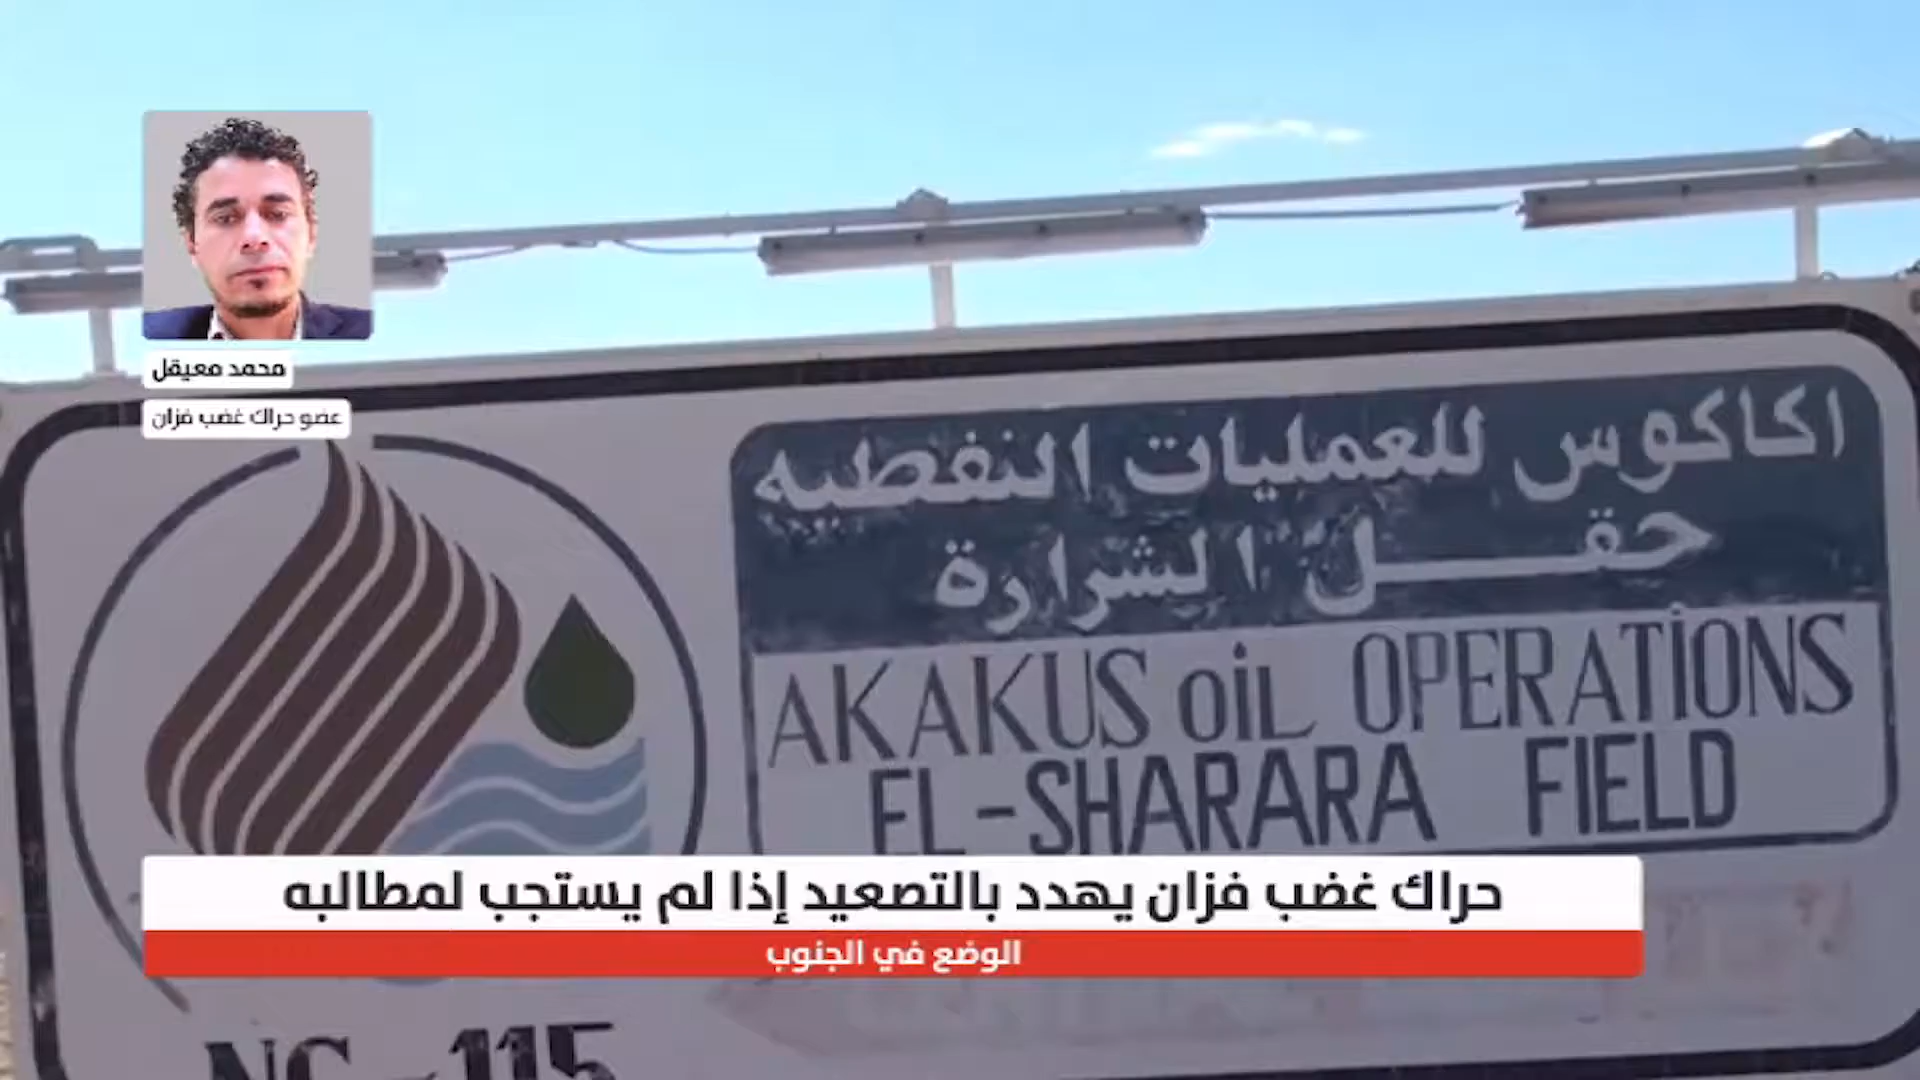 محمد معيقل
عضو حراك غضب فزان
اكاكوس للعمليات النفطيه
حقل الشرارة
AKAKUS OIL OPERATIONS
EL-SHARARA FIELD
حراك غضب فزان يهدد بالتصعيد إذا لم يستجب لمطالبه
الوضع في الجنوب
NC-115